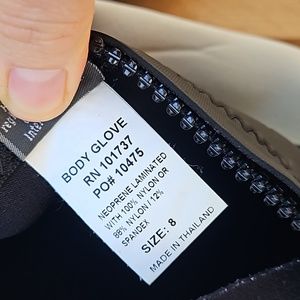 BODY GLOVE
RN 101737
PO# 10475
NEOPRENE LAMINATED
WITH 100% NYLON OR
88% NYLON / 12%
SPANDEX
SIZE: 8
MADE IN THAILAND